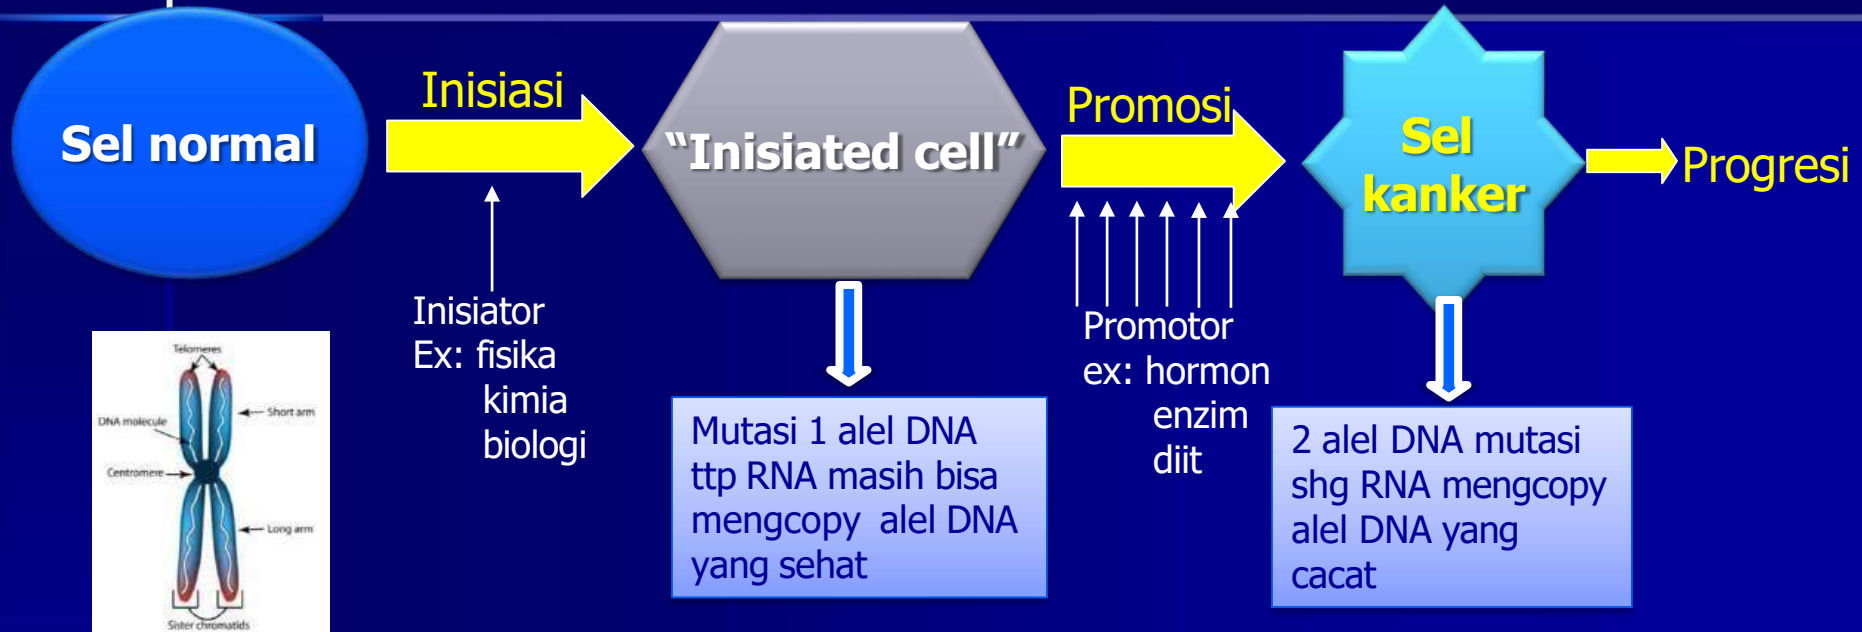 Sel normal
Inisiasi
“Inisiated cell”
Promosi
Sel
kanker
Progresi
Inisiator
Ex: fisika
kimia
biologi
Promotor
ex: hormon
enzim
diit
Mutasi 1 alel DNA
ttp RNA masih bisa
mengcopy alel DNA
yang sehat
2 alel DNA mutasi
shg RNA mengcopy
alel DNA yang
cacat
Telomeres
DNA molecule
Short arm
Centromere
Long arm
Sister chromatids